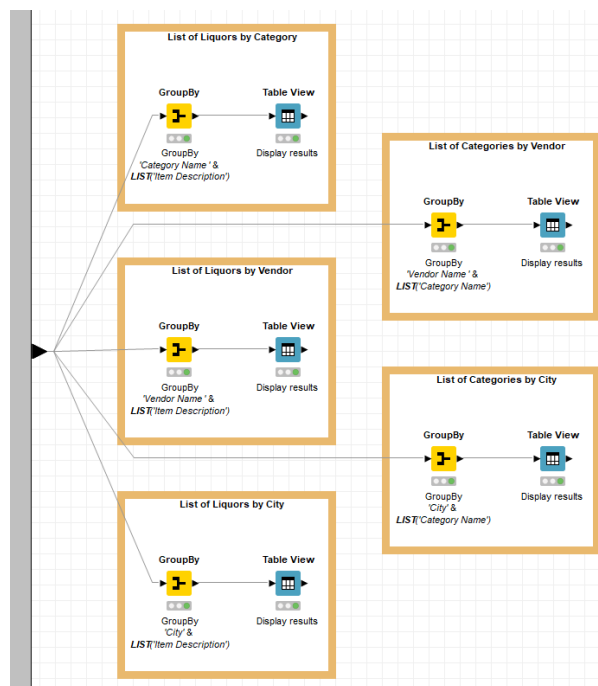 List of Liquors by Category
GroupBy
Table View
GroupBy
'Category Name ' &
LIST('Item Description')
Display results
List of Categories by Vendor
GroupBy
Table View
GroupBy
'Vendor Name ' &
LIST('Category Name')
Display results
List of Liquors by Vendor
GroupBy
Table View
GroupBy
'Vendor Name ' &
LIST('Item Description')
Display results
List of Categories by City
GroupBy
Table View
GroupBy
'City' &
LIST('Category Name')
Display results
List of Liquors by City
GroupBy
Table View
GroupBy
'City' &
LIST('Item Description')
Display results